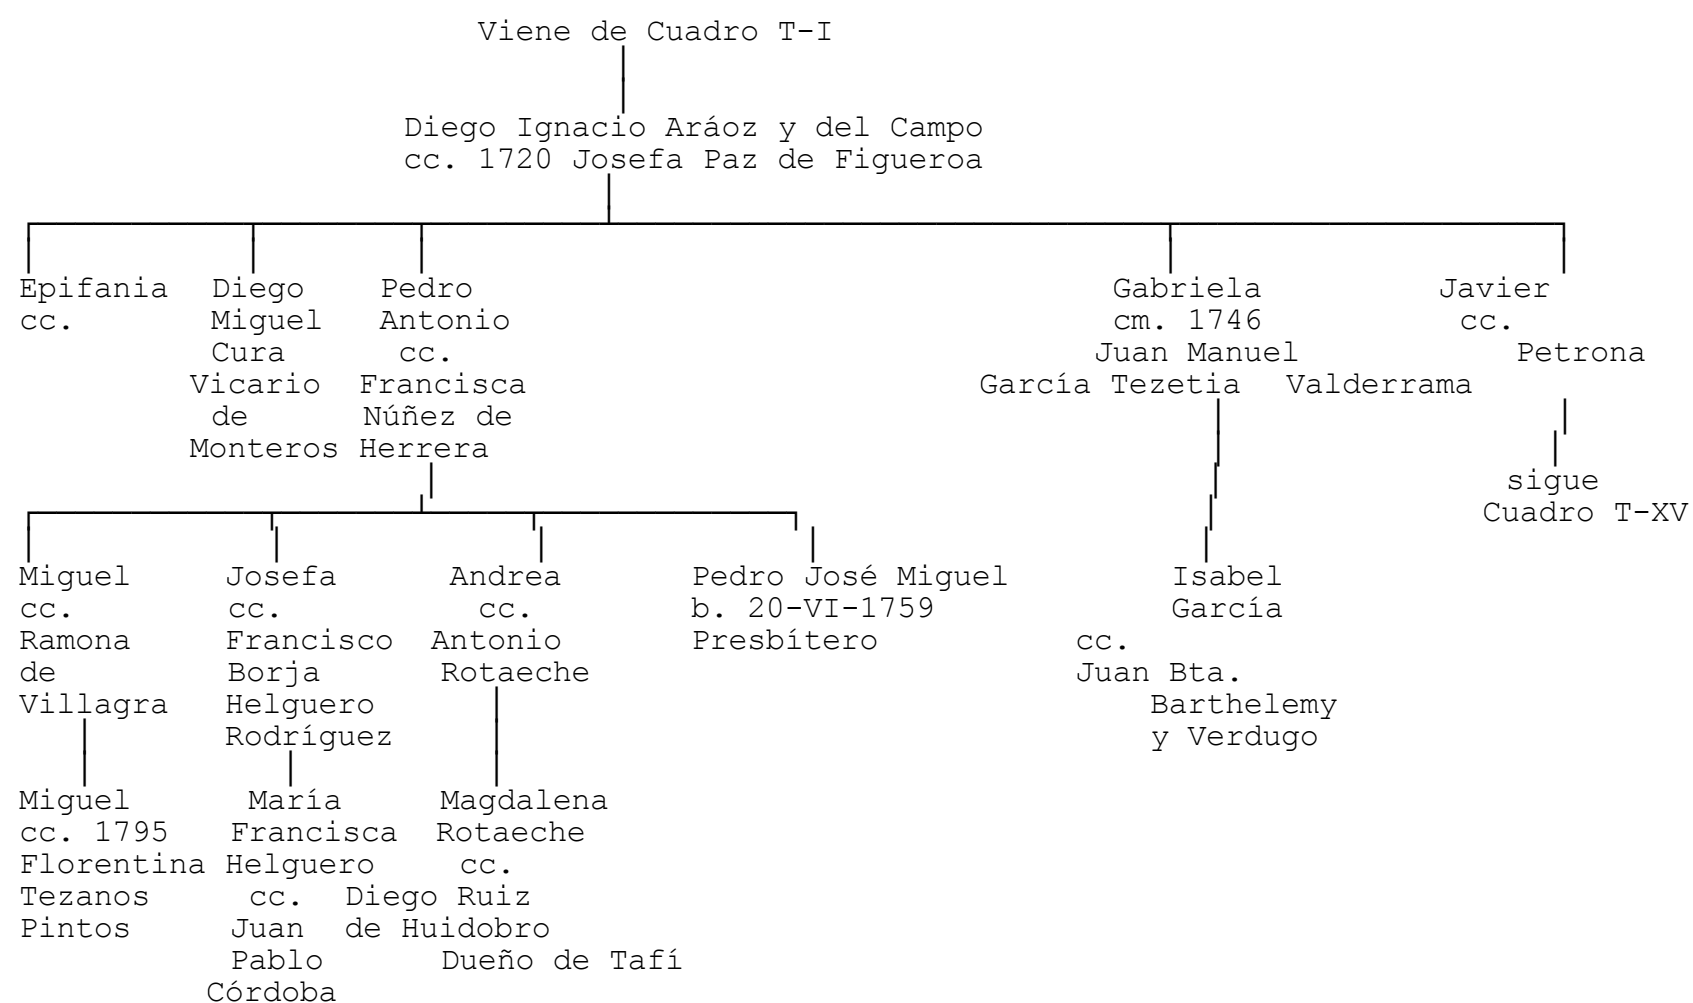 Viene de Cuadro T-I
Diego Ignacio Aráoz y del Campo
cc. 1720 Josefa Paz de Figueroa
Epifania Diego Pedro Gabriela Javier
cc. Miguel Antonio cm. 1746 cc.
Cura cc. Juan Manuel Petrona
Vicario Francisca García Tezetia Valderrama
de Núñez de
Monteros Herrera
sigue
Cuadro T-XV
Miguel Josefa Andrea Pedro José Miguel Isabel
cc. cc. cc. b. 20-VI-1759 García
Ramona Francisco Antonio Presbítero cc.
de Borja Rotaeche Juan Bta.
Villagra Helguero Barthelemy
Rodríguez y Verdugo
Miguel María Magdalena
cc. 1795 Francisca Rotaeche
Florentina Helguero cc.
Tezanos cc. Diego Ruiz
Pintos Juan de Huidobro
Pablo Dueño de Tafí
Córdoba